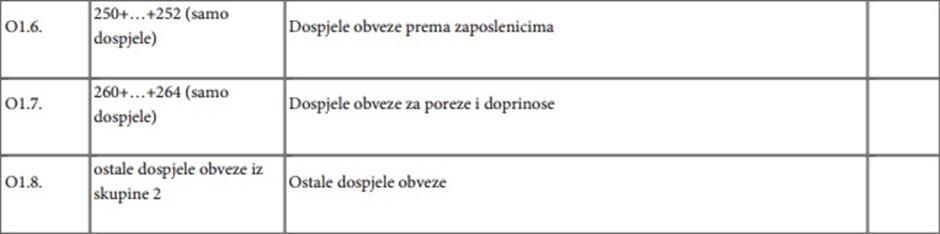 O1.6.
250+…+252 (samo
dospjele)
Dospjele obveze prema zaposlenicima
O1.7.
260+…+264 (samo
dospjele)
Dospjele obveze za poreze i doprinose
O1.8.
ostale dospjele obveze iz
skupine 2
Ostale dospjele obveze